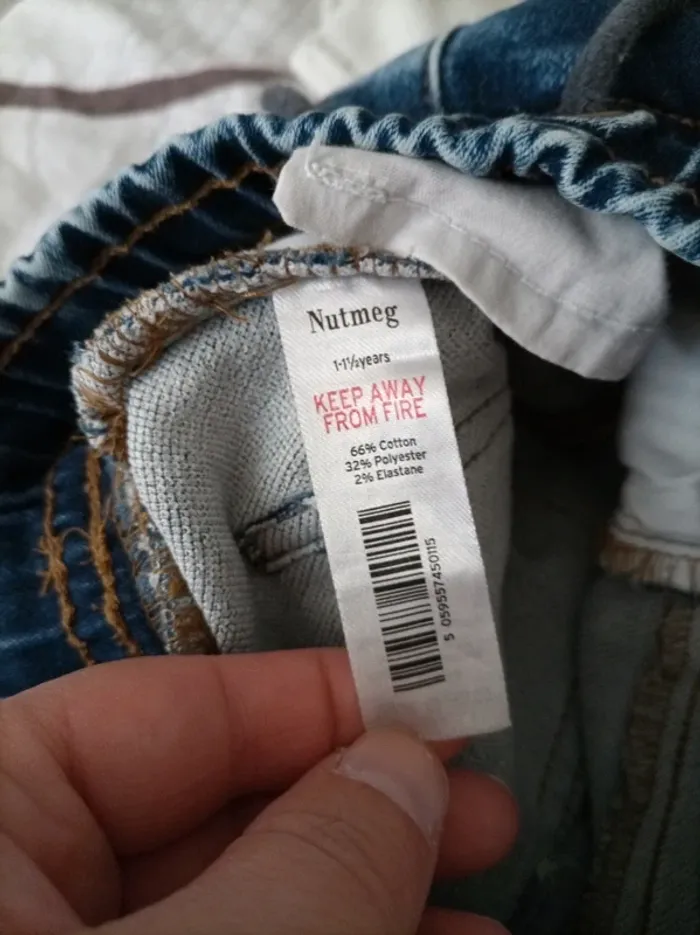 Nutmeg
1-1½years
KEEP AWAY
FROM FIRE
66% Cotton
32% Polyester
2% Elastane
5 059557450115